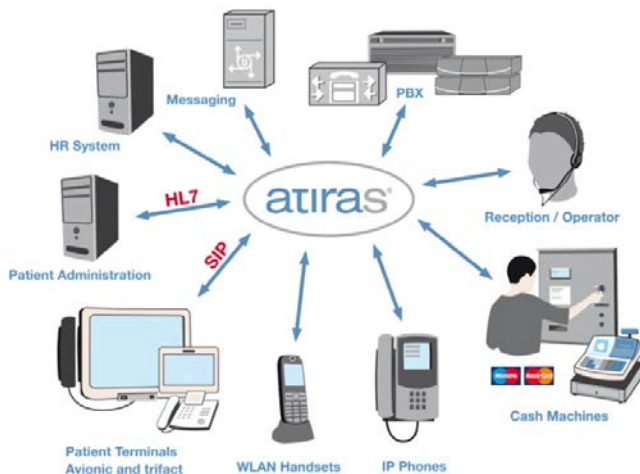 Messaging
PBX
HR System
atiras®
HL7
Reception / Operator
Patient Administration
SIP
Cash Machines
Patient Terminals
Avionic and trifact
WLAN Handsets
IP Phones